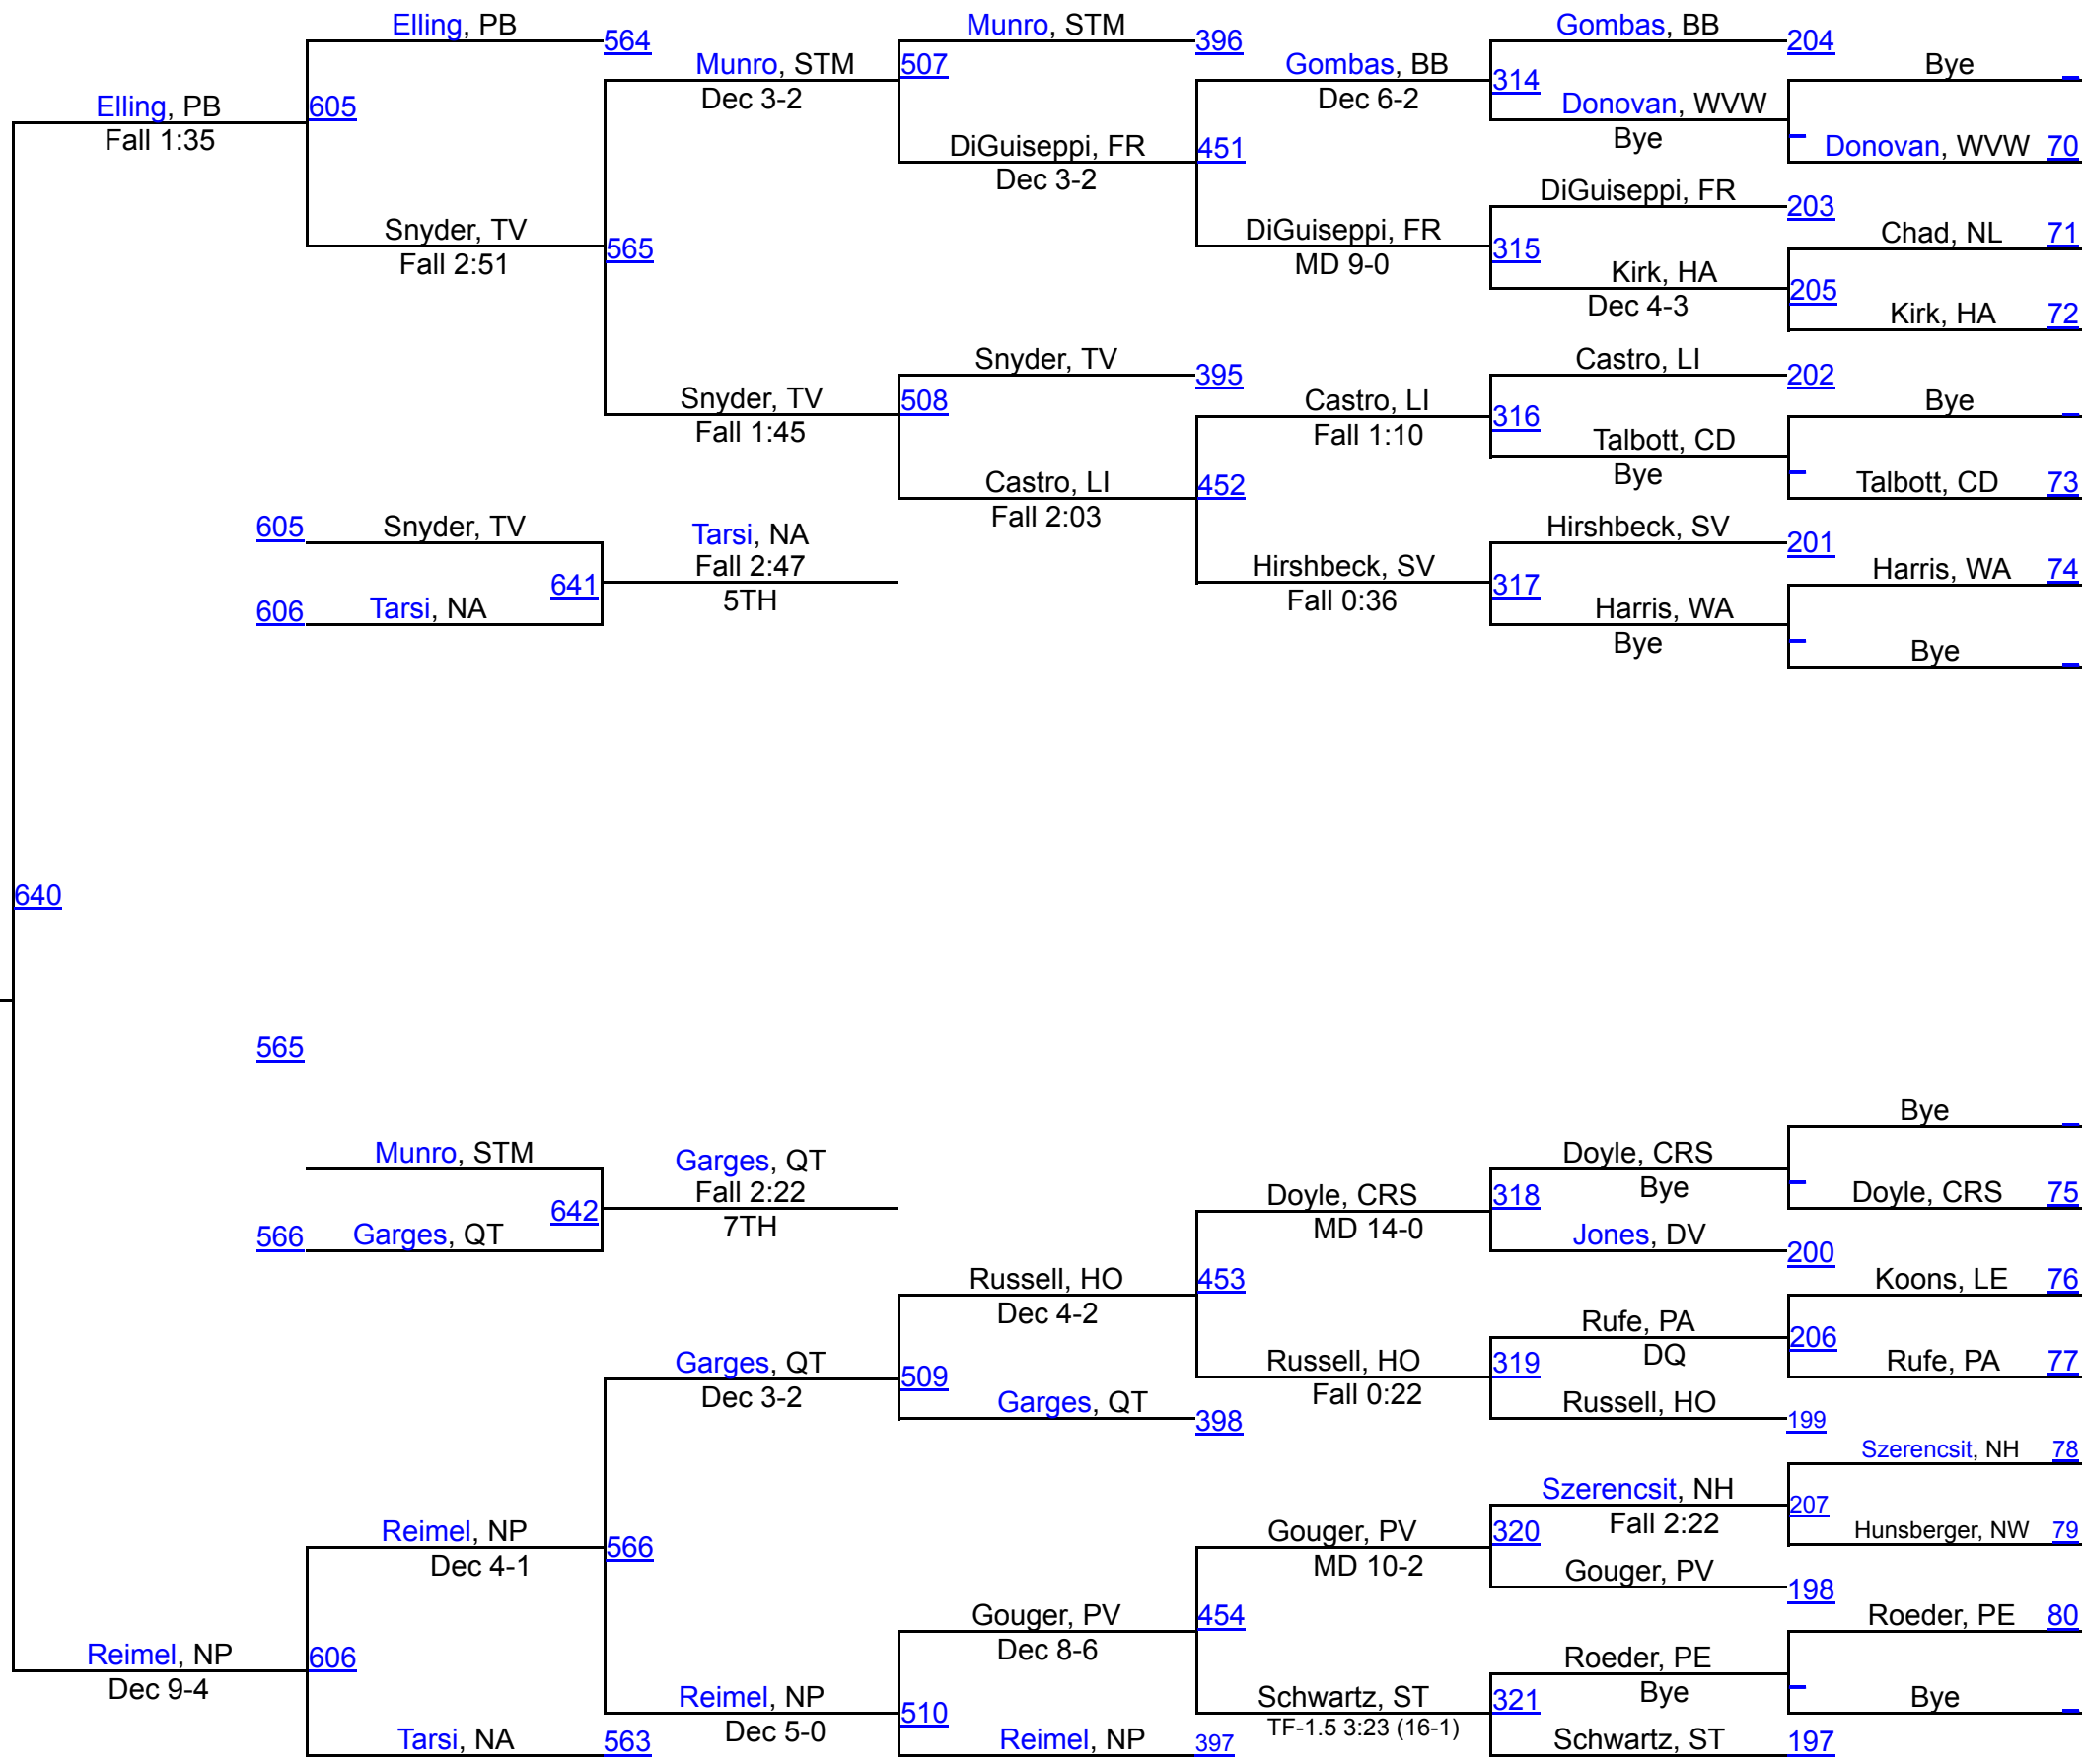 Elling, PB
564
Munro, STM
396
Gombas, BB
204
Munro, STM
507
Gombas, BB
Bye
Dec 3-2
Dec 6-2
314
Elling, PB
605
Donovan, WVW
Fall 1:35
Bye
DiGuiseppi, FR
451
Donovan, WVW 70
Dec 3-2
DiGuiseppi, FR
203
Snyder, TV
565
DiGuiseppi, FR
315
Chad, NL 71
Fall 2:51
MD 9-0
Kirk, HA
205
Dec 4-3
Kirk, HA 72
Snyder, TV
395
Castro, LI
202
Snyder, TV
508
Castro, LI
316
Bye
Fall 1:45
Fall 1:10
Talbott, CD
Bye
Castro, LI
452
Talbott, CD 73
Fall 2:03
605
Snyder, TV
Tarsi, NA
Hirshbeck, SV
201
641
Fall 2:47
Hirshbeck, SV
317
Harris, WA 74
5TH
Fall 0:36
606
Tarsi, NA
Harris, WA
Bye
Bye
640
565
Bye
Munro, STM
Garges, QT
Doyle, CRS
Fall 2:22
Doyle, CRS
318
Bye
Doyle, CRS 75
642
7TH
MD 14-0
566
Garges, QT
Jones, DV
200
Russell, HO
453
Koons, LE 76
Dec 4-2
Rufe, PA
206
Garges, QT
509
Russell, HO
319
DQ
Rufe, PA 77
Dec 3-2
Fall 0:22
Garges, QT
398
Russell, HO
199
Szerencsit, NH 78
Szerencsit, NH
207
Reimel, NP
566
Gouger, PV
320
Fall 2:22
Hunsberger, NW 79
Dec 4-1
MD 10-2
Gouger, PV
198
Gouger, PV
454
Roeder, PE 80
Dec 8-6
Reimel, NP
606
Roeder, PE
Dec 9-4
Reimel, NP
510
Schwartz, ST
321
Bye
Bye
Dec 5-0
TF-1.5 3:23 (16-1)
Tarsi, NA
563
Reimel, NP
397
Schwartz, ST
197